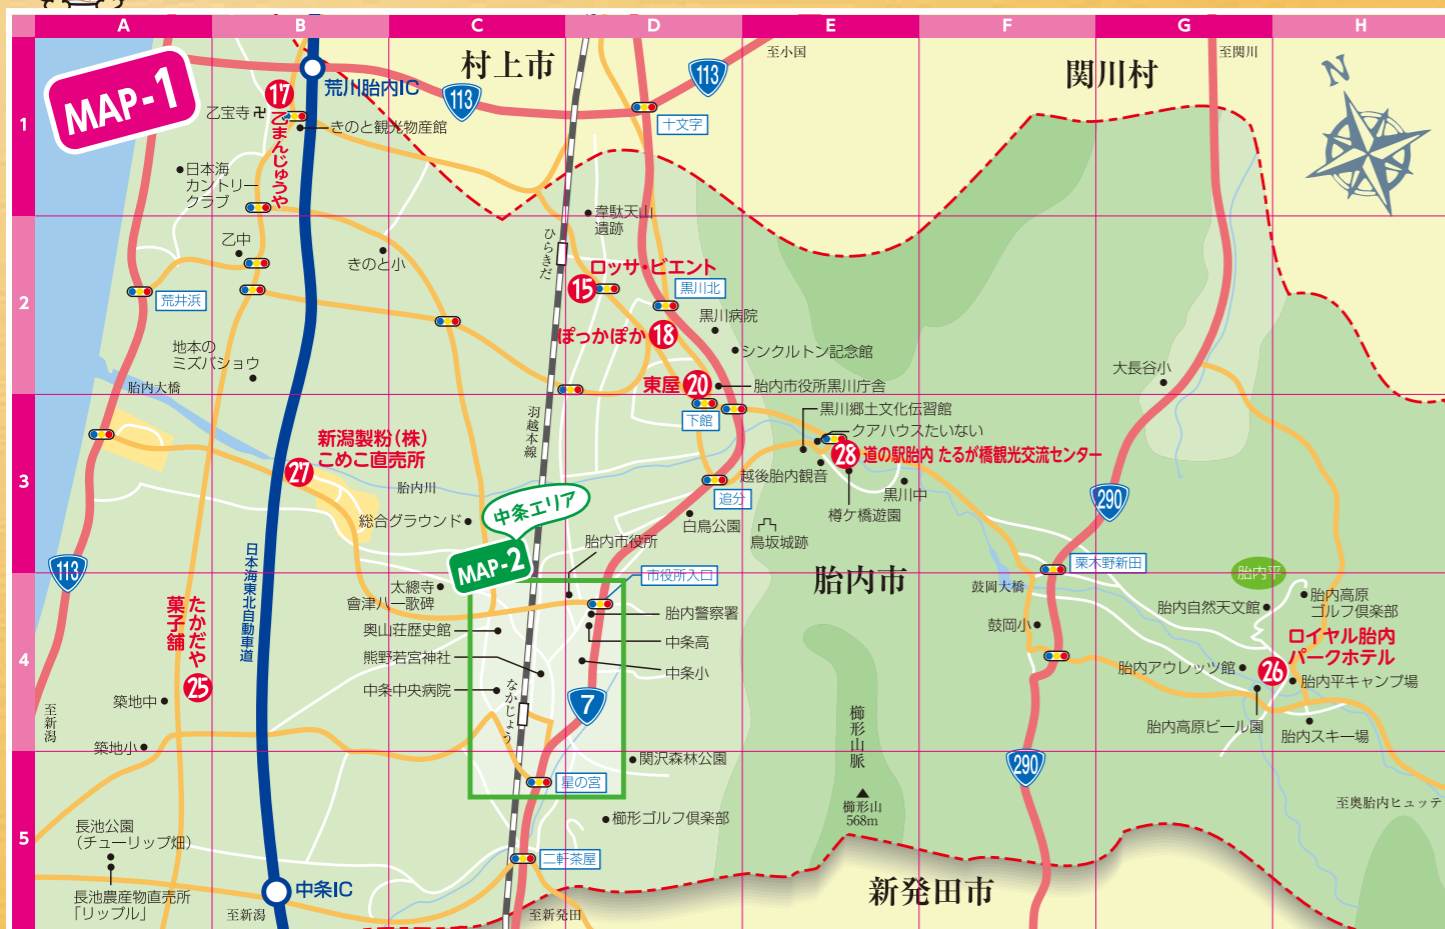 A B C D E F G H
1
2
3
4
5
MAP-1
村上市
関川村
至小国
至関川
N
113
113
荒川胎内IC
17
乙まんじゅうや
乙宝寺卍
きのと観光物産館
十文字
日本海
カントリー
クラブ
韋駄天山
遺跡
乙中
きのと小
ひらきだ
ロッサ・ビエント
15
黒川北
荒井浜
黒川病院
ぽっかぽか 18
シンクルトン記念館
地本の
ミズバショウ
胎内大橋
東屋 20
胎内市役所黒川庁舎
大長谷小
下館
羽越本線
黒川郷土文化伝習館
クアハウスたいない
28 道の駅胎内 たるが橋観光交流センター
新潟製粉(株)
こめこ直売所
27
越後胎内観音
黒川中
樽ケ橋遊園
胎内川
追分
290
中条エリア
総合グラウンド
白鳥公園
鳥坂城跡
MAP-2
胎内市役所
日本海東北自動車道
113
市役所入口
胎内市
栗木野新田
胎内平
鼓岡大橋
太總寺
會津八一歌碑
胎内警察署
胎内自然天文館
胎内高原
ゴルフ倶楽部
たかだや
菓子舗
25
奥山荘歴史館
中条高
鼓岡小
ロイヤル胎内
パークホテル
26
熊野若宮神社
中条小
胎内アウレッツ館
胎内平キャンプ場
中条中央病院
なかじょう
7
築地中
至新潟
胎内高原ビール園
胎内スキー場
櫛形山脈
築地小
関沢森林公園
290
星の宮
櫛形山
568m
至奥胎内ヒュッテ
櫛形ゴルフ倶楽部
長池公園
(チューリップ畑)
二軒茶屋
長池農産物直売所
「リップル」
中条IC
新発田市
至新潟
至新発田